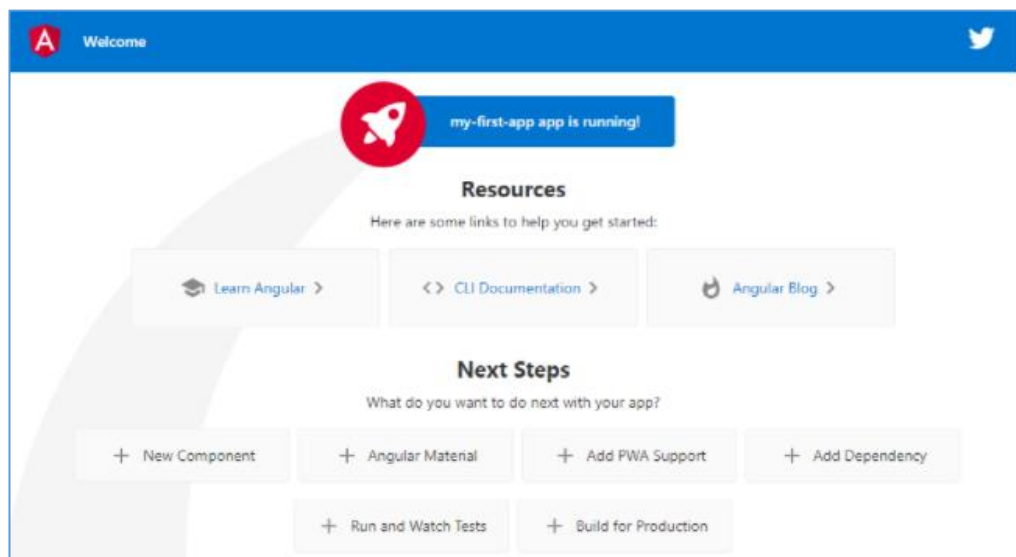 Welcome
my-first-app app is running!
Resources
Here are some links to help you get started:
Learn Angular >
<> CLI Documentation >
Angular Blog >
Next Steps
What do you want to do next with your app?
+ New Component
+ Angular Material
+ Add PWA Support
+ Add Dependency
+ Run and Watch Tests
+ Build for Production